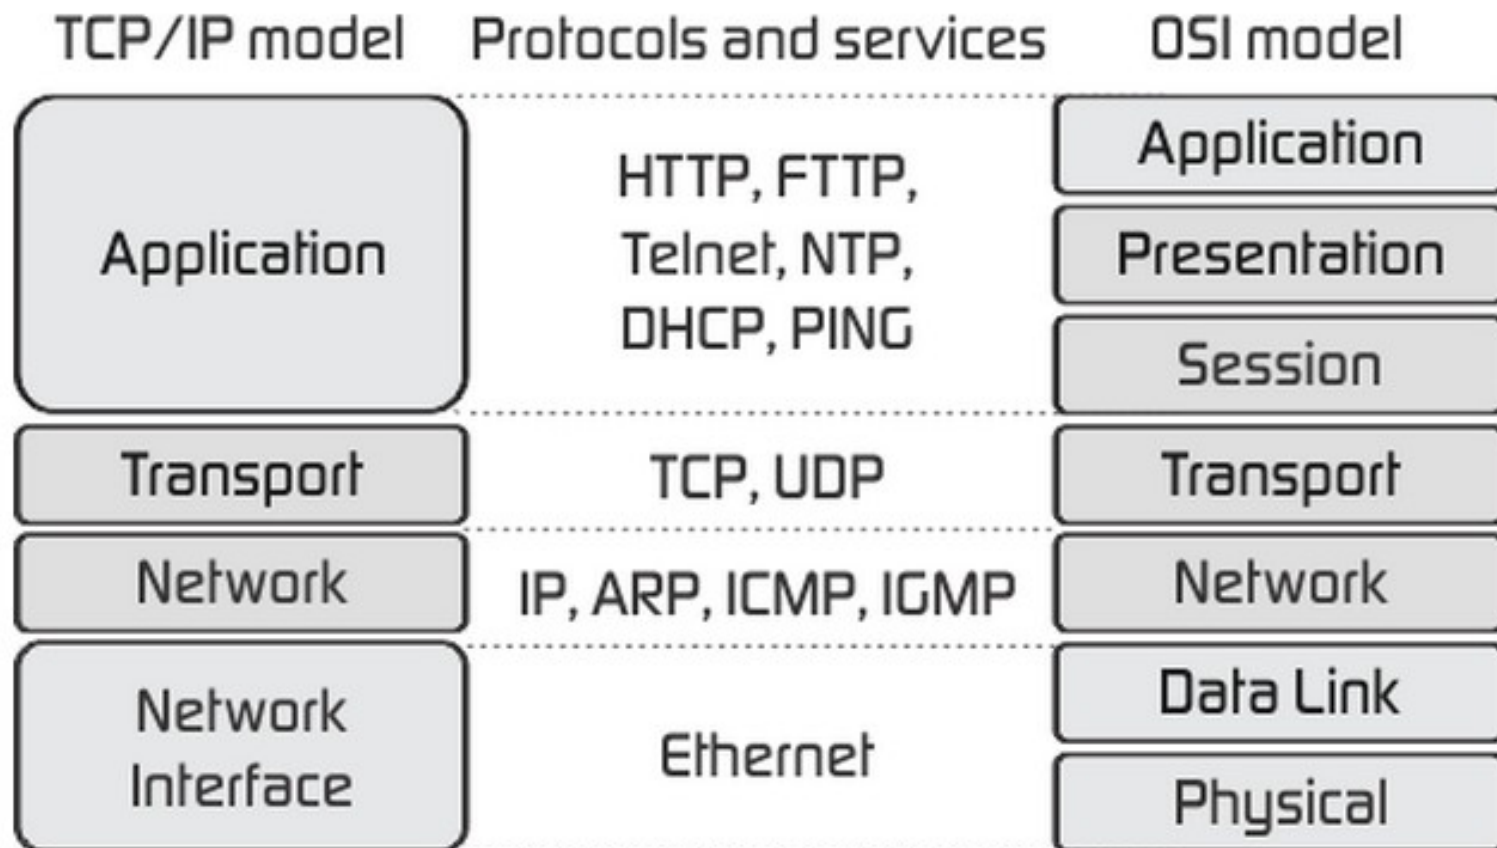 TCP/IP model
Protocols and services
OSI model
Application
HTTP, FTTP,
Telnet, NTP,
DHCP, PING
Application
Presentation
Session
Transport
TCP, UDP
Transport
Network
IP, ARP, ICMP, IGMP
Network
Network
Interface
Ethernet
Data Link
Physical